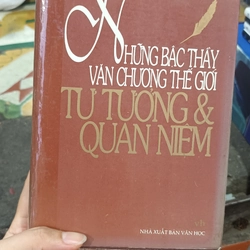 NHỮNG BẬC THẦY
VĂN CHƯƠNG THẾ GIỚI
TƯ TƯỞNG &
QUAN NIỆM
NHÀ XUẤT BẢN VĂN HỌC